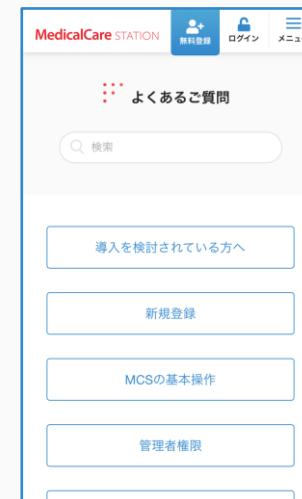 MedicalCare STATION
無料登録
ログイン
メニュ
よくあるご質問
検索
導入を検討されている方へ
新規登録
MCSの基本操作
管理者権限